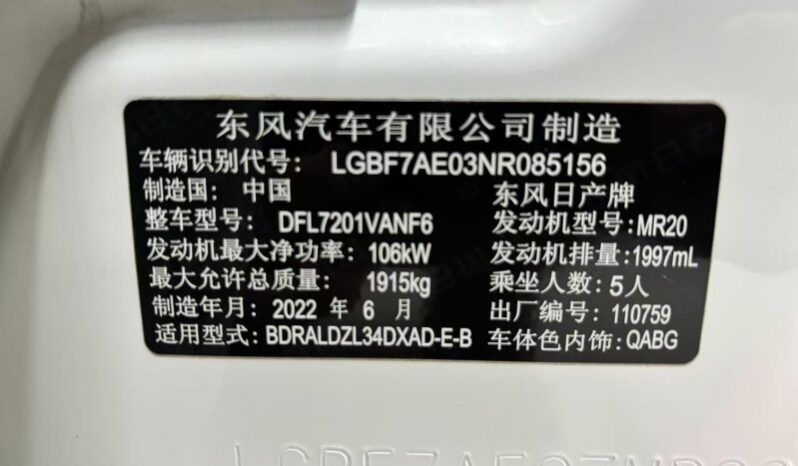 东风汽车有限公司制造
车辆识别代号: LGBF7AE03NR085156
制造国: 中国 东风日产牌
整车型号: DFL7201VANF6 发动机型号: MR20
发动机最大净功率: 106kW 发动机排量: 1997mL
最大允许总质量: 1915kg 乘坐人数: 5人
制造年月: 2022 年 6 月 出厂编号: 110759
适用型式: BDRALDZL34DXAD-E-B 车体色内饰: QABG